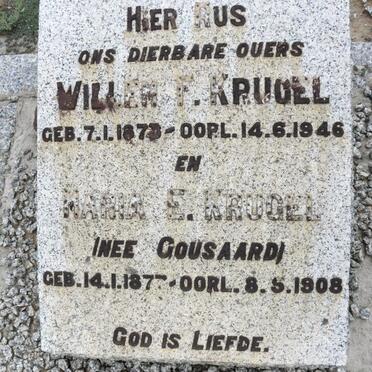 HIER RUS
ONS DIERBARE OUERS
WILLEM F. KRUGEL
GEB. 7.1.1873 - OORL. 14.6.1946
EN
MARIA E. KRUGEL
(NEE GOUSAARD)
GEB. 14.1.1877 - OORL. 8.5.1908
GOD IS LIEFDE.